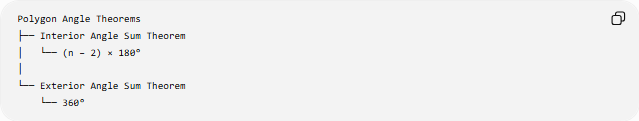 Polygon Angle Theorems
├── Interior Angle Sum Theorem
│   └── (n – 2) × 180°
│
└── Exterior Angle Sum Theorem
    └── 360°